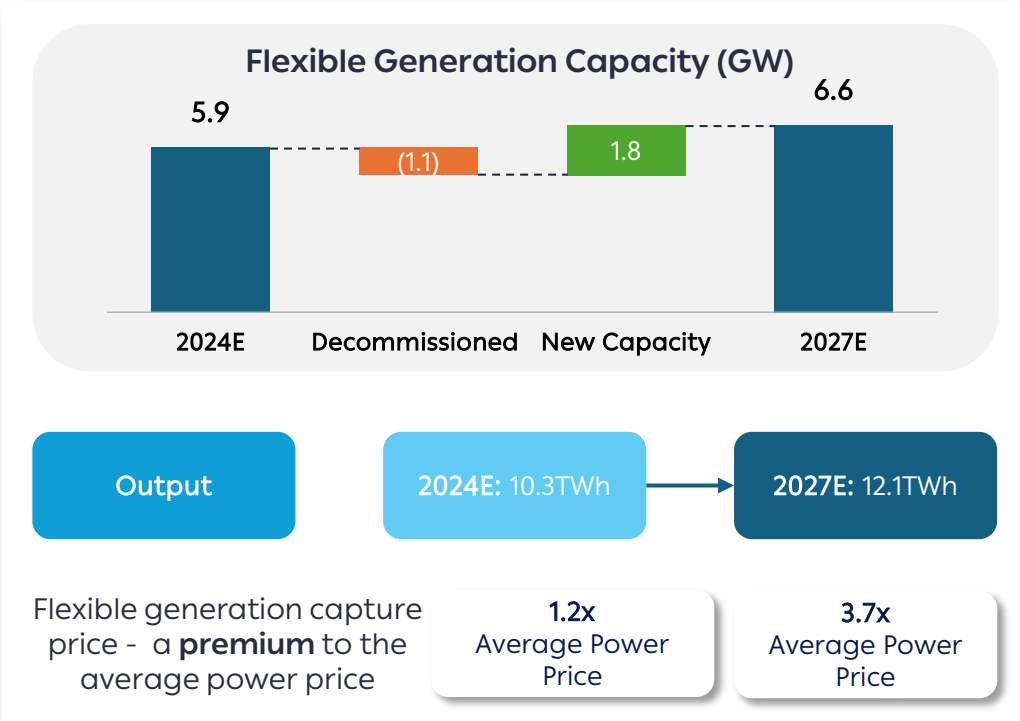 Flexible Generation Capacity (GW)
5.9
(1.1)
1.8
6.6
2024E
Decommissioned
New Capacity
2027E
Output
2024E: 10.3TWh
2027E: 12.1TWh
Flexible generation capture
price - a premium to the
average power price
1.2x
Average Power
Price
3.7x
Average Power
Price